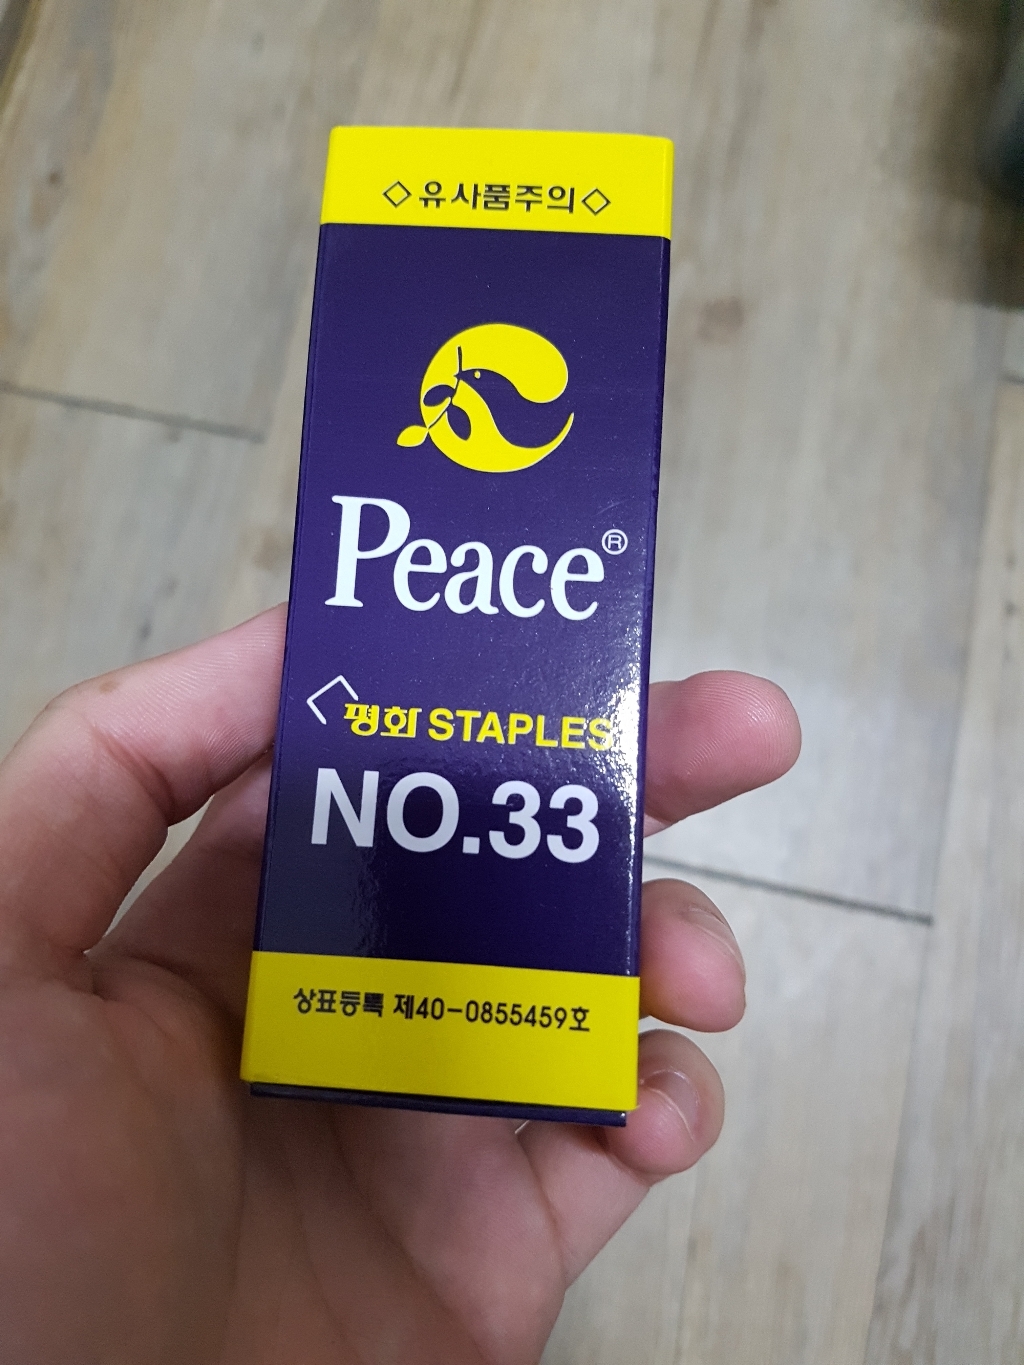 ◇유사품주의◇
Peace®
평화 STAPLES
NO.33
상표등록 제40-0855459호